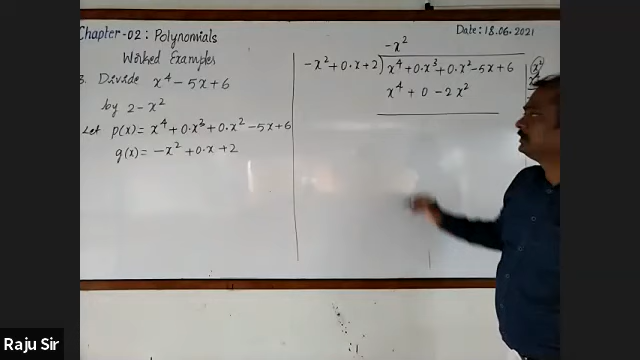 Chapter-02: Polynomials
Worked Examples
3. Divide x⁴ - 5x + 6
by 2 - x²
Let p(x) = x⁴ + 0·x³ + 0·x² - 5x + 6
g(x) = -x² + 0·x + 2
Date: 18.06.2021
-x²
-x² + 0·x + 2 ) x⁴ + 0·x³ + 0·x² - 5x + 6
x⁴ + 0 - 2x²
Raju Sir